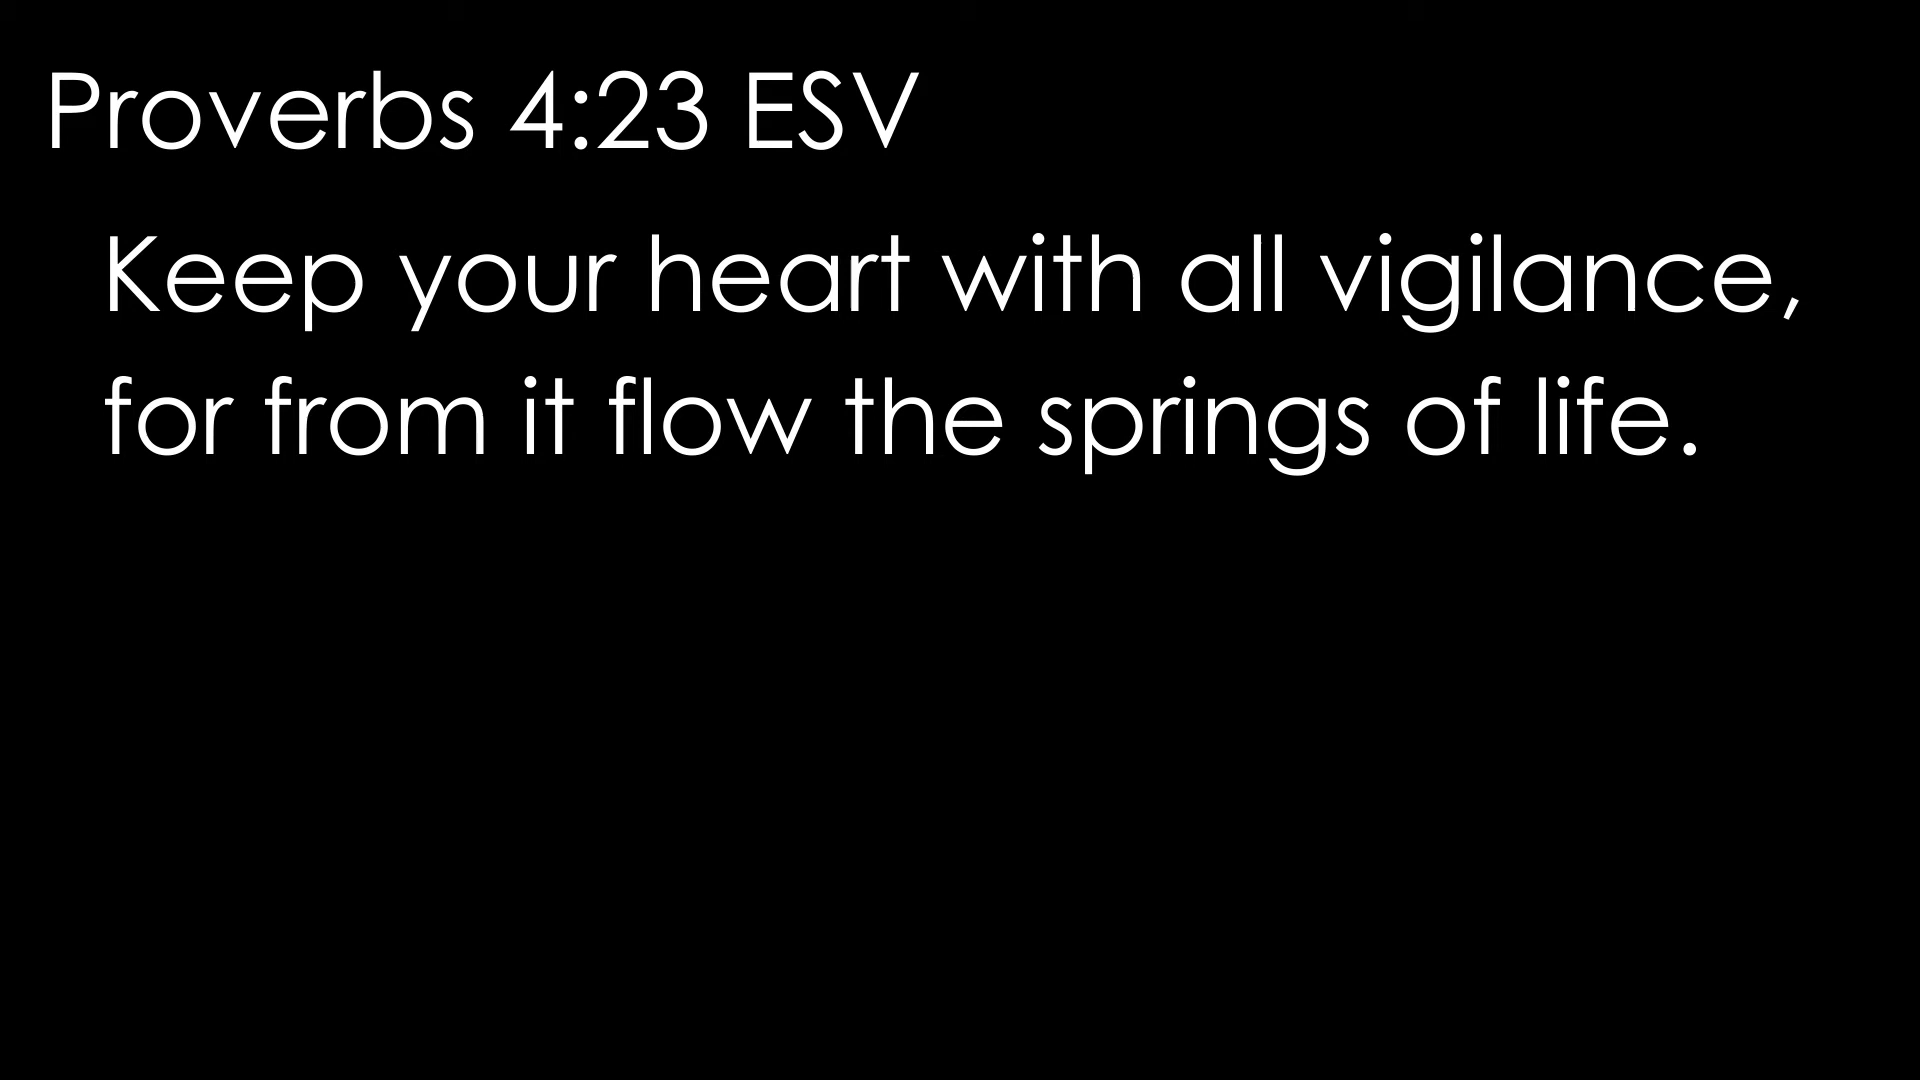 Proverbs 4:23 ESV
Keep your heart with all vigilance,
for from it flow the springs of life.